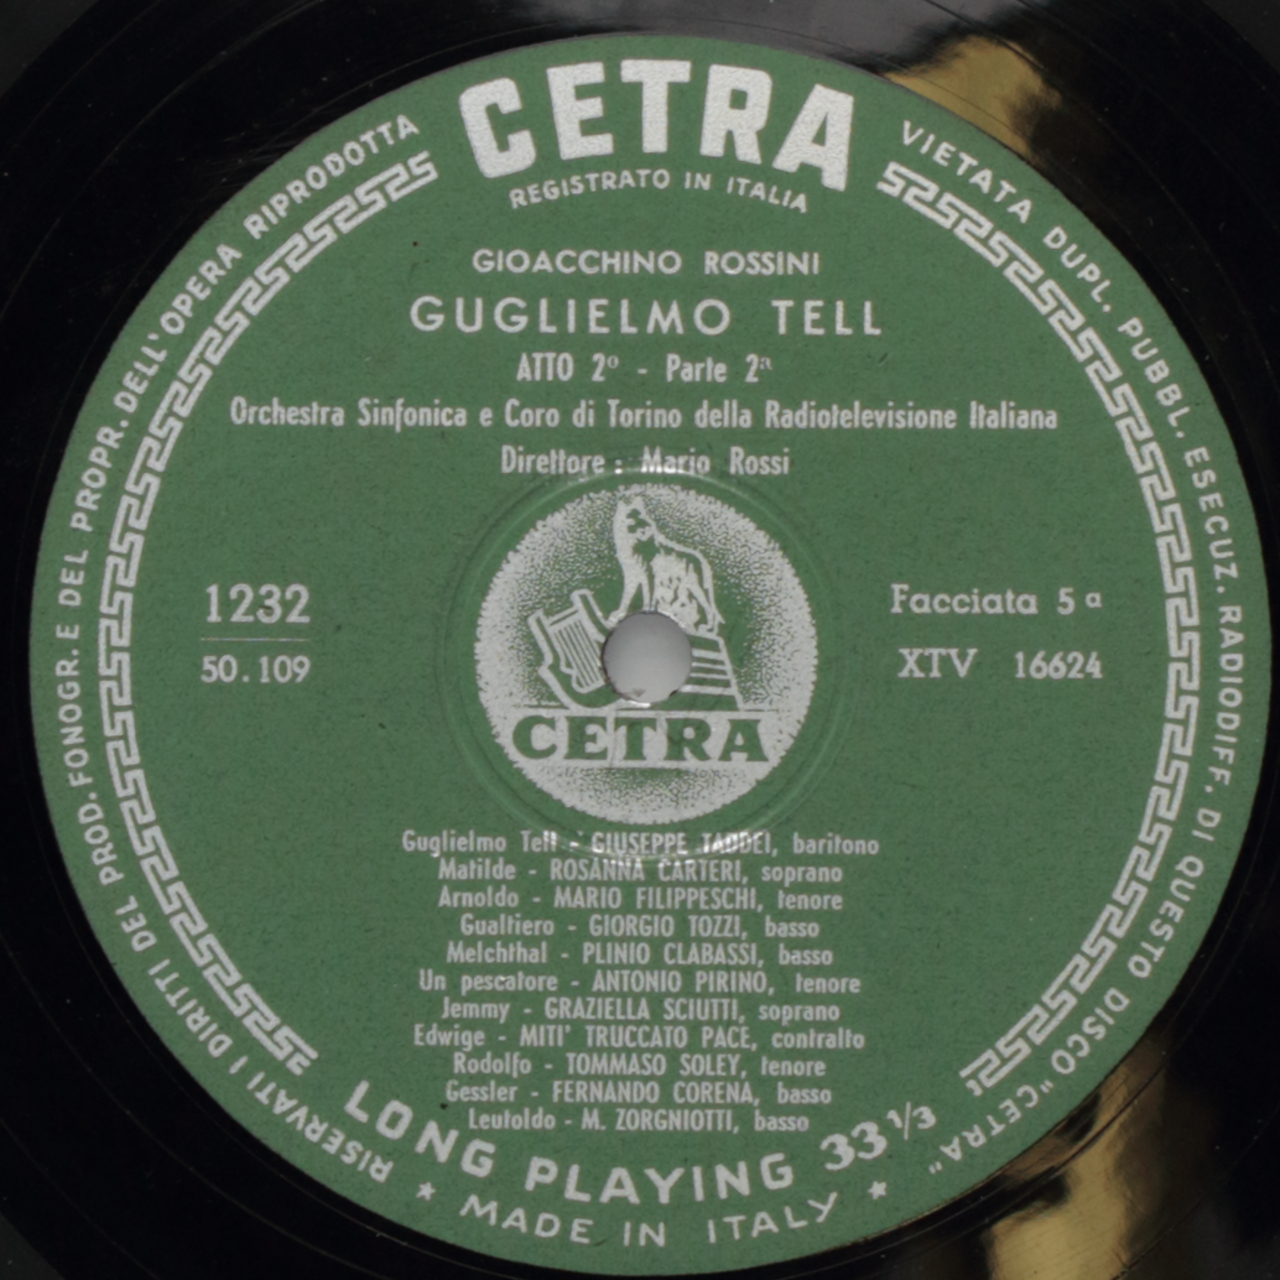 CETRA
REGISTRATO IN ITALIA
GIOACCHINO ROSSINI
GUGLIELMO TELL
ATTO 2º - Parte 2ª
Orchestra Sinfonica e Coro di Torino della Radiotelevisione Italiana
Direttore : Mario Rossi
1232
50.109
Facciata 5ª
XTV 16624
CETRA
Guglielmo Tell - GIUSEPPE TADDEI, baritono
Matilde - ROSANNA CARTERI, soprano
Arnoldo - MARIO FILIPPESCHI, tenore
Gualtiero - GIORGIO TOZZI, basso
Melchthal - PLINIO CLABASSI, basso
Un pescatore - ANTONIO PIRINO, tenore
Jemmy - GRAZIELLA SCIUTTI, soprano
Edwige - MITI' TRUCCATO PACE, contralto
Rodolfo - TOMMASO SOLEY, tenore
Gessler - FERNANDO CORENA, basso
Leutoldo - M. ZORGNIOTTI, basso
LONG PLAYING 33 1/3
RISERVATI I DIRITTI DEL PROD. FONOGR. E DEL PROPR. DELL'OPERA RIPRODOTTA
VIETATA DUPL. PUBBL. ESECUZ. RADIODIFF. DI QUESTO DISCO "CETRA"
★ MADE IN ITALY ★